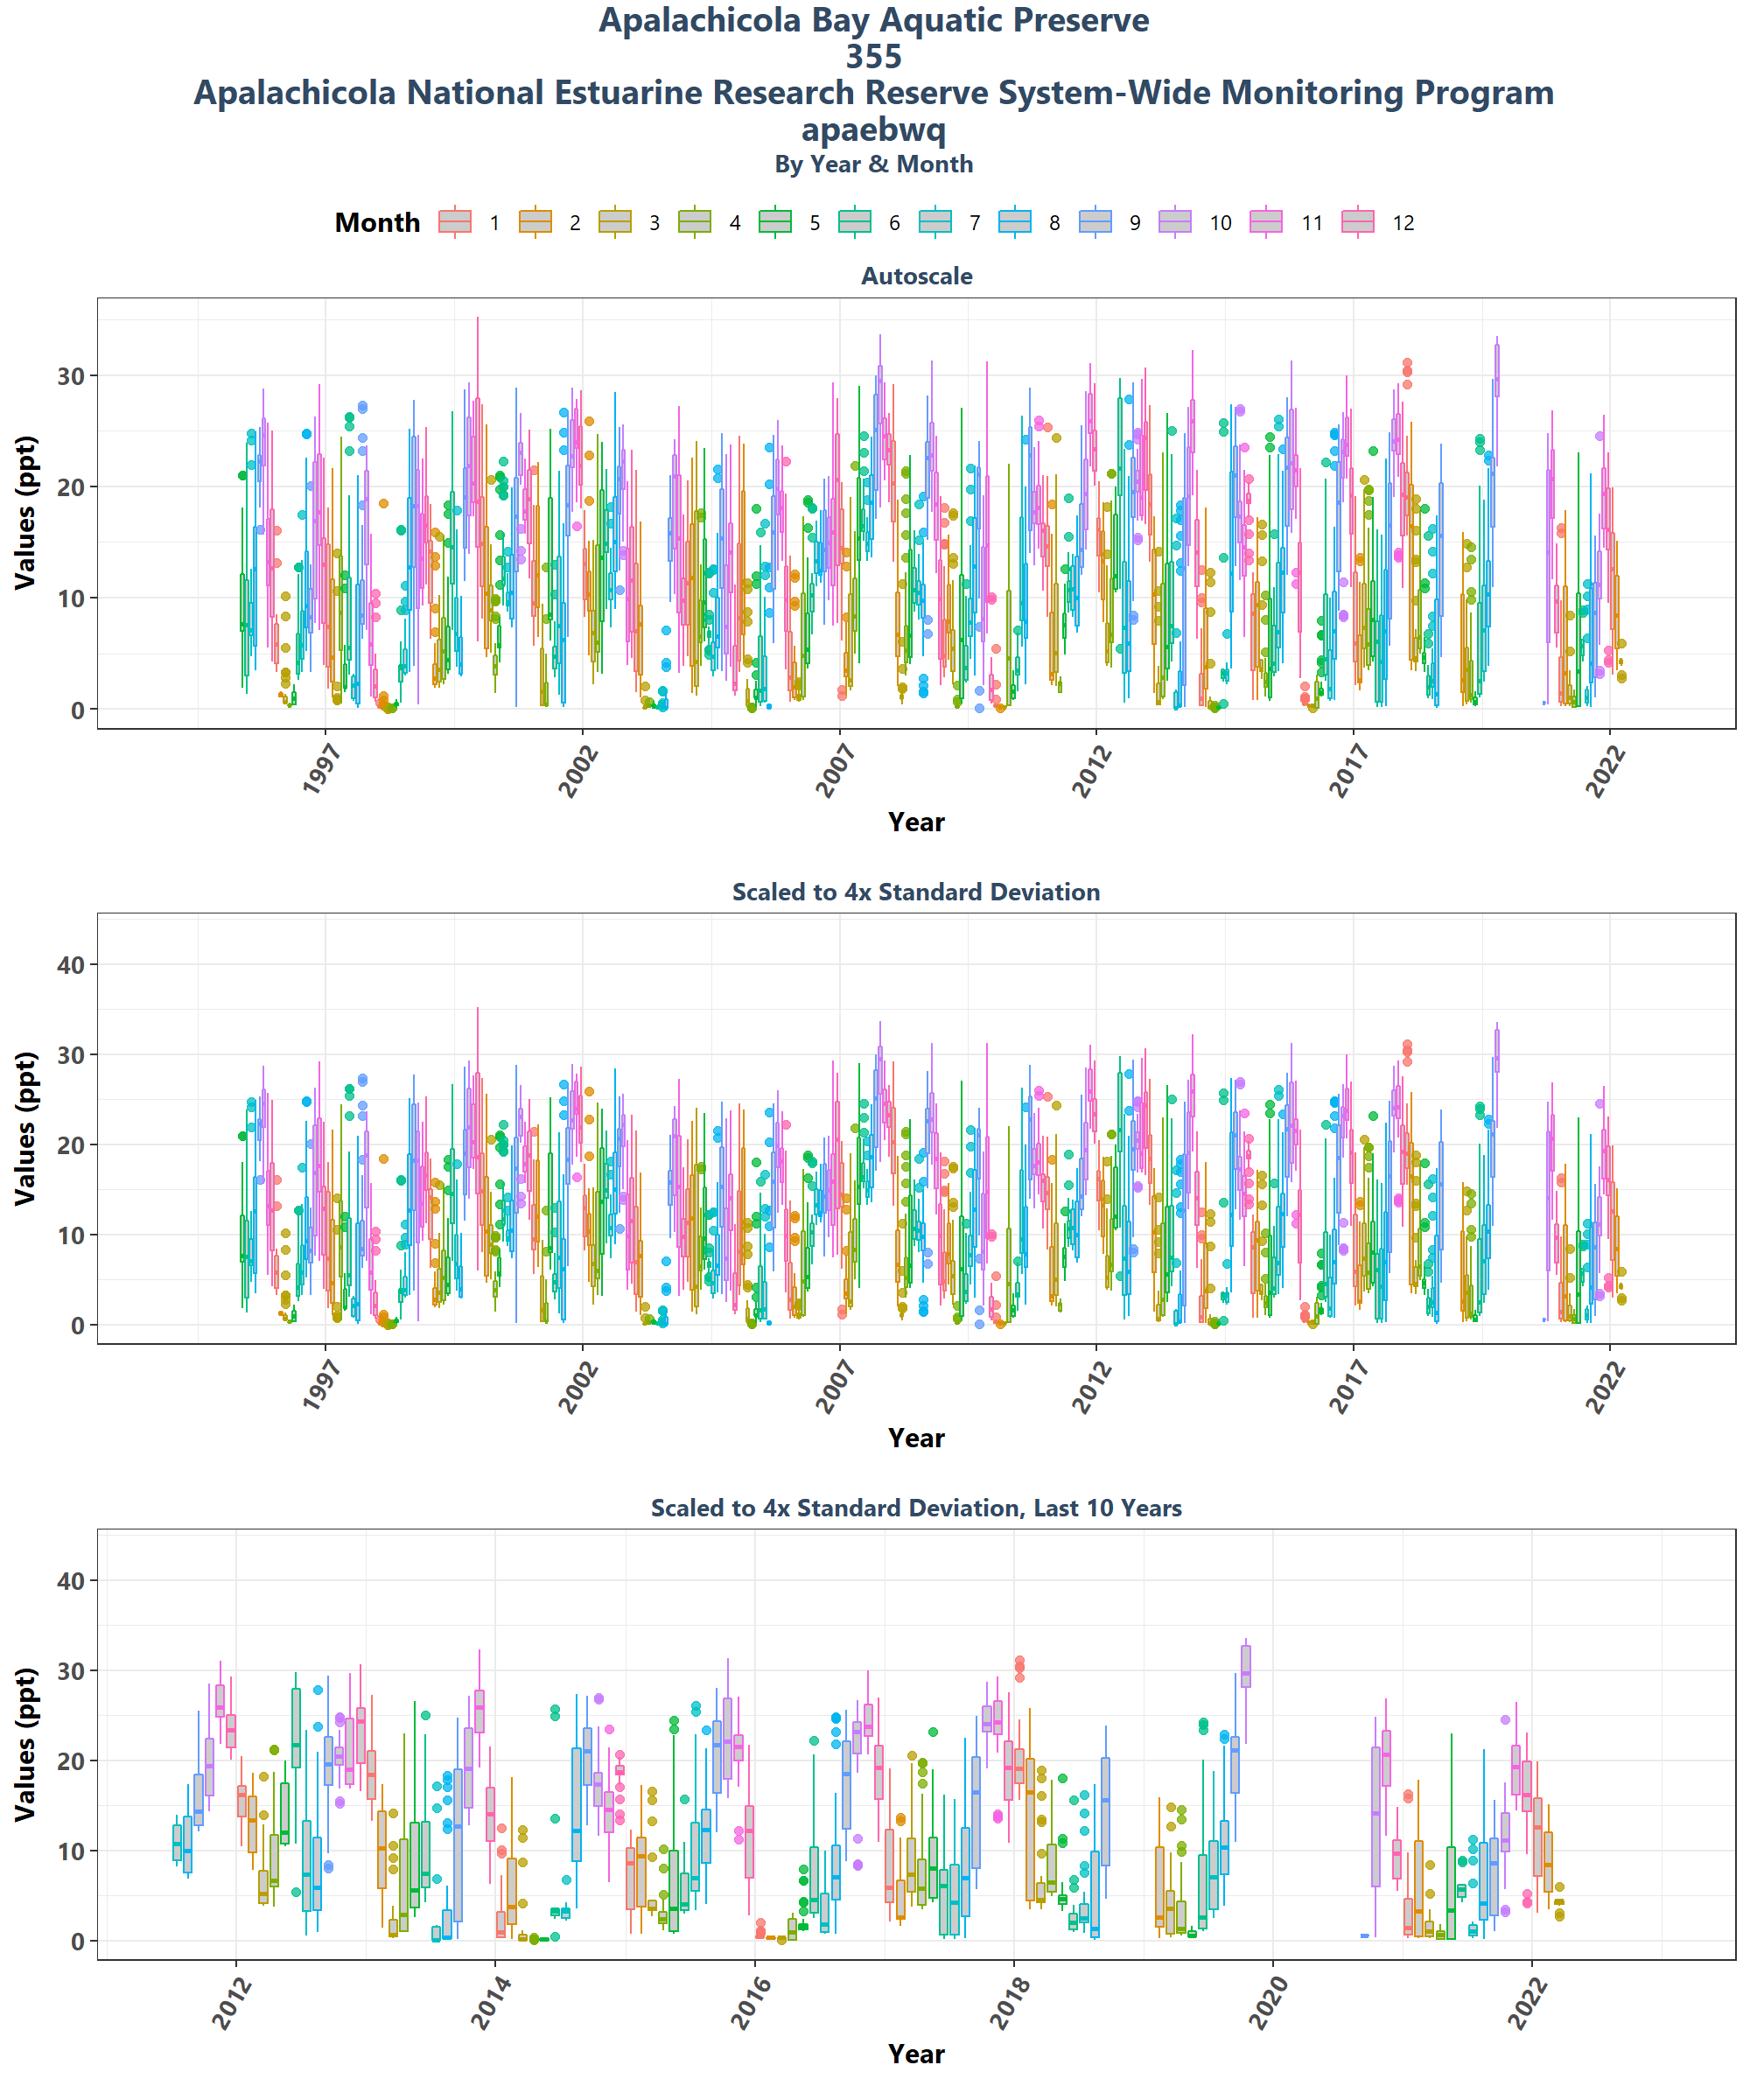 Apalachicola Bay Aquatic Preserve
355
Apalachicola National Estuarine Research Reserve System-Wide Monitoring Program
apaebwq
By Year & Month
Month 1 2 3 4 5 6 7 8 9 10 11 12
Autoscale
Values (ppt)
30
20
10
0
1997 2002 2007 2012 2017 2022
Year
Scaled to 4x Standard Deviation
Values (ppt)
40
30
20
10
0
1997 2002 2007 2012 2017 2022
Year
Scaled to 4x Standard Deviation, Last 10 Years
Values (ppt)
40
30
20
10
0
2012 2014 2016 2018 2020 2022
Year